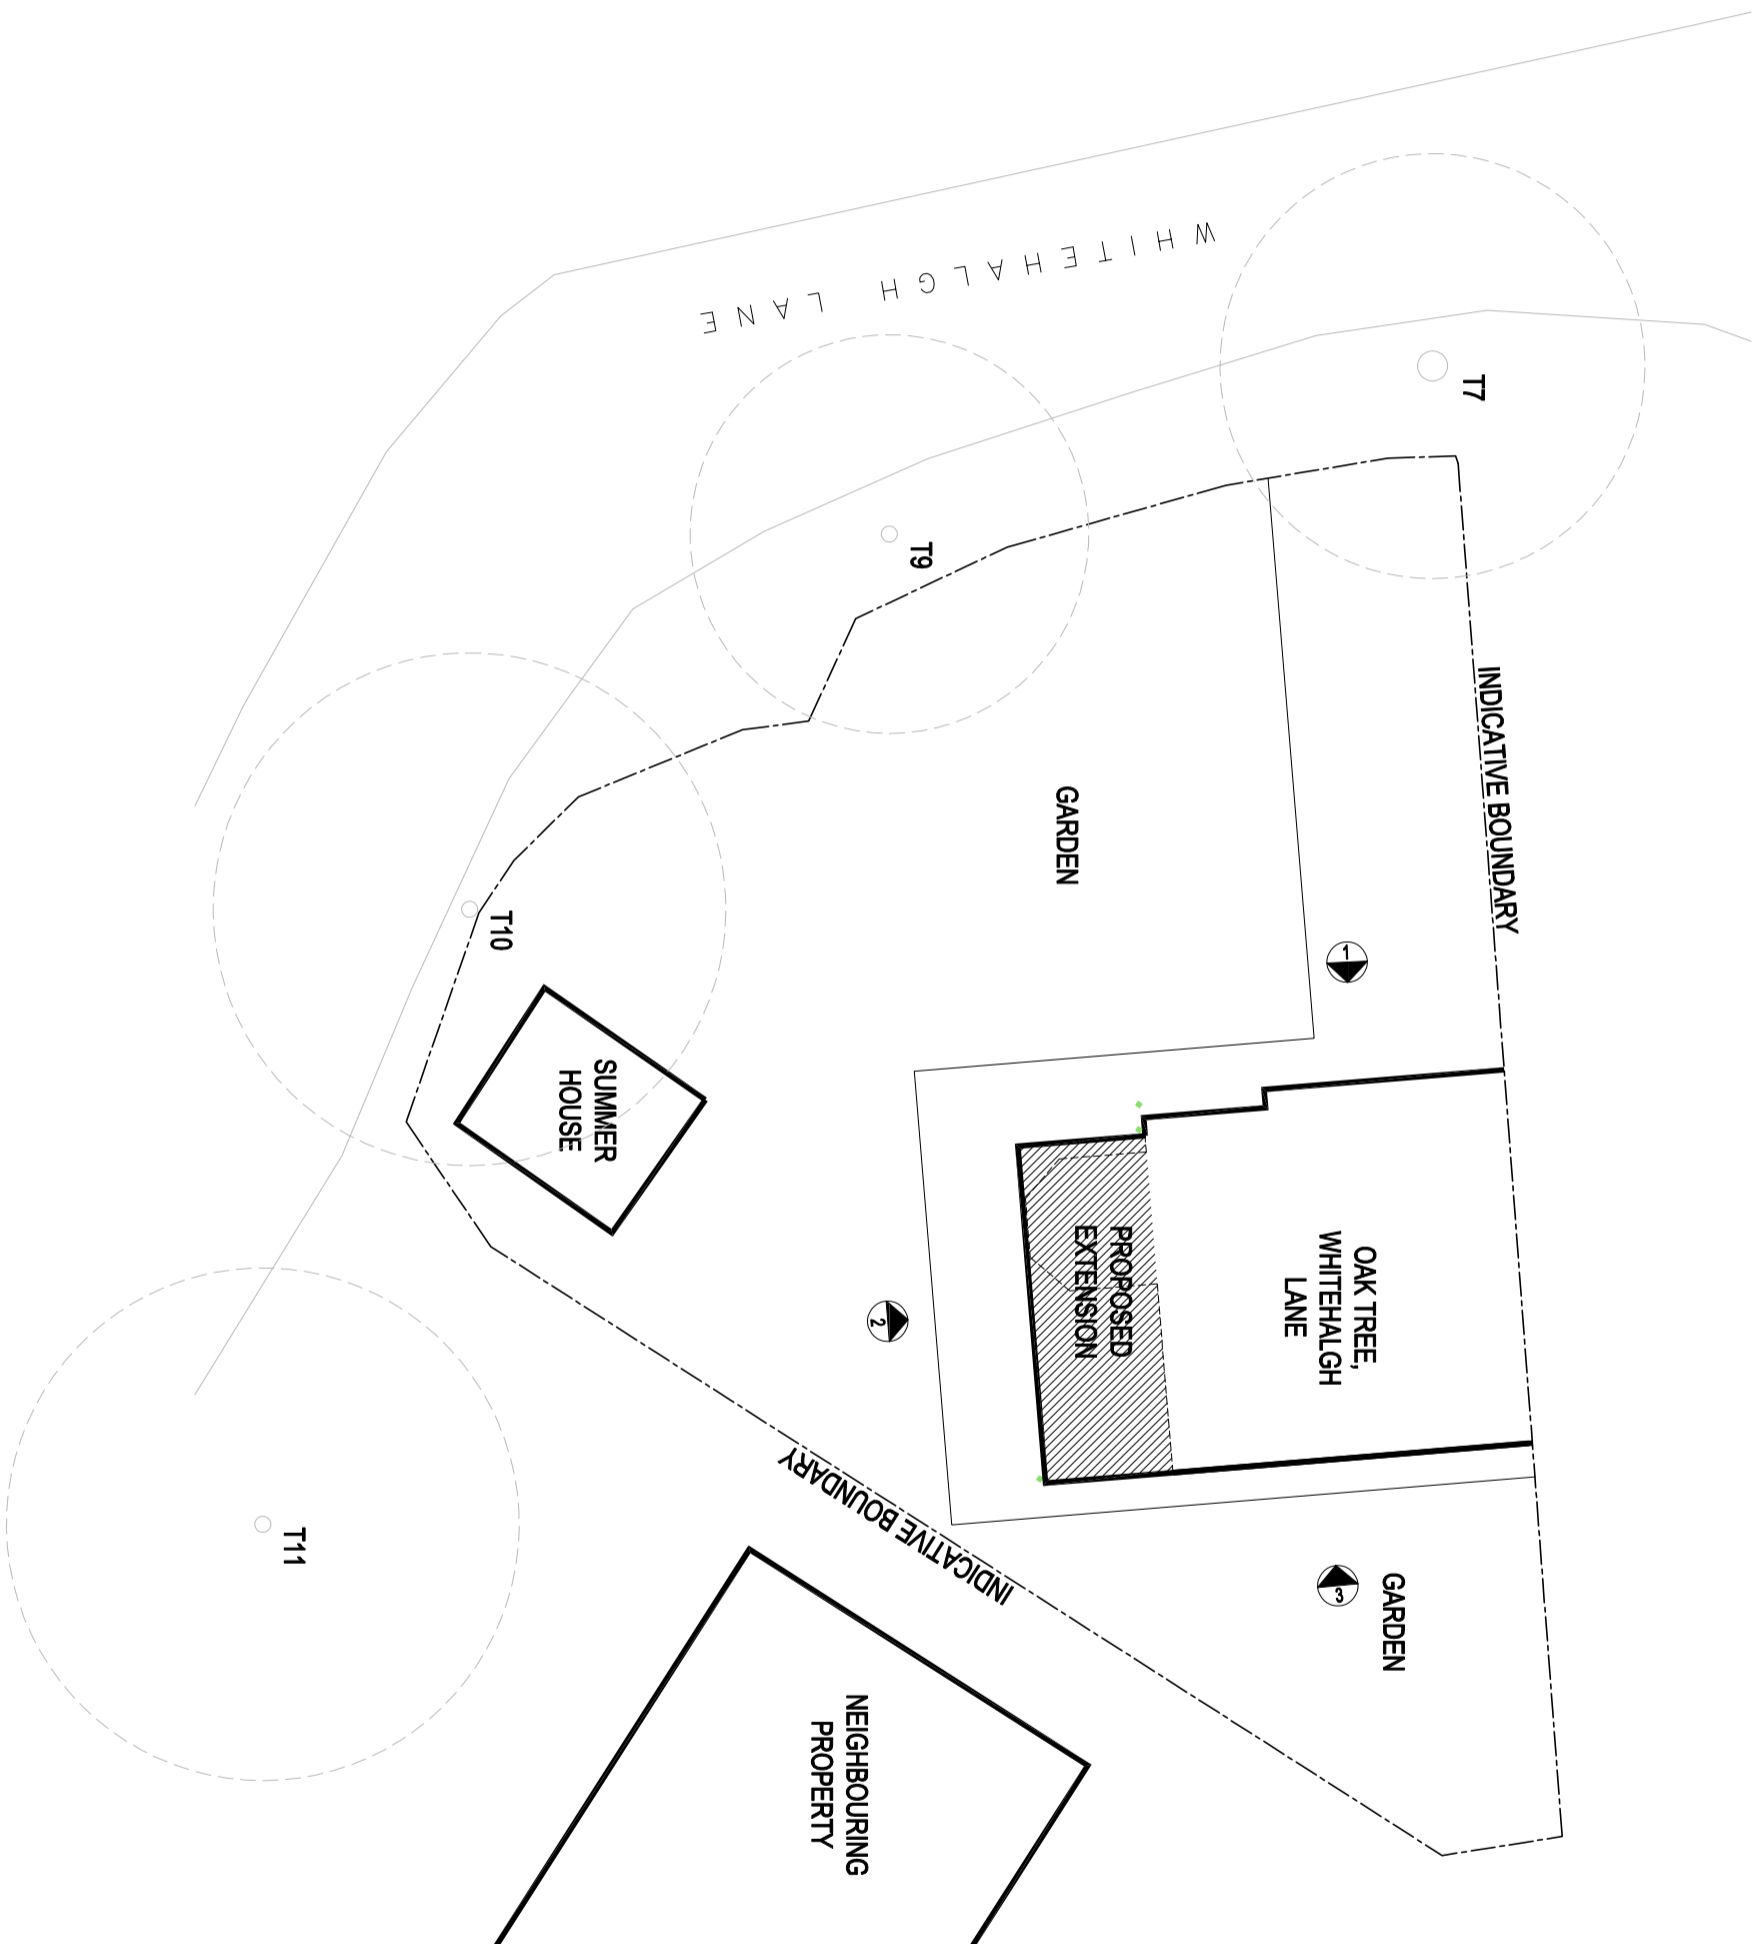 WHITEHALGH LANE
T7
T9
INDICATIVE BOUNDARY
GARDEN
T10
1
SUMMER
HOUSE
PROPOSED
EXTENSION
OAK TREE,
WHITEHALGH
LANE
2
INDICATIVE BOUNDARY
T11
3
GARDEN
NEIGHBOURING
PROPERTY